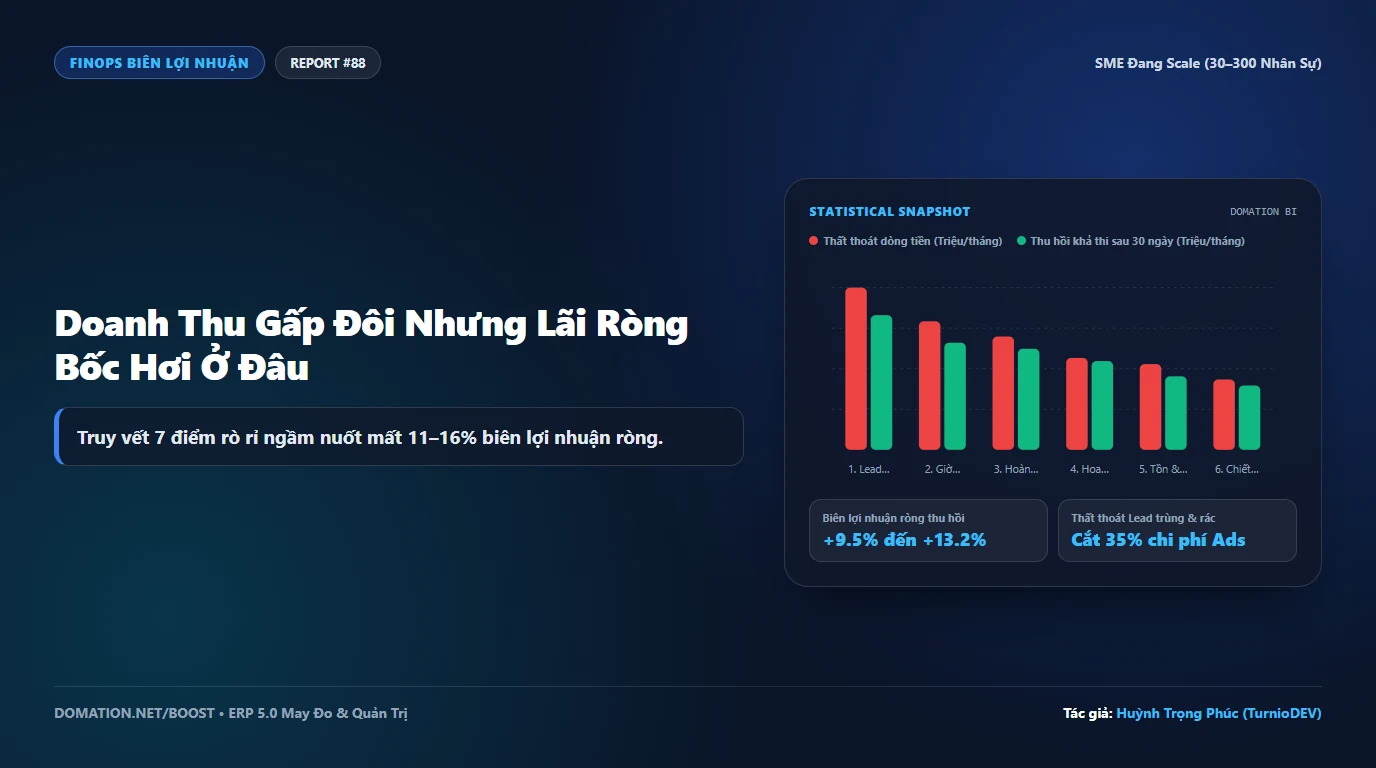 FINOPS BIÊN LỢI NHUẬN
REPORT #88
SME Đang Scale (30–300 Nhân Sự)
Doanh Thu Gấp Đôi Nhưng Lãi Ròng
Bốc Hơi Ở Đâu
Truy vết 7 điểm rò rỉ ngầm nuốt mất 11–16% biên lợi nhuận ròng.
STATISTICAL SNAPSHOT
DOMATION BI
Thất thoát dòng tiền (Triệu/tháng)
Thu hồi khả thi sau 30 ngày (Triệu/tháng)
1. Lead...
2. Giờ...
3. Hoàn...
4. Hoa...
5. Tồn &...
6. Chiết...
Biên lợi nhuận ròng thu hồi
+9.5% đến +13.2%
Thất thoát Lead trùng & rác
Cắt 35% chi phí Ads
DOMATION.NET/BOOST • ERP 5.0 May Đo & Quản Trị
Tác giả: Huỳnh Trọng Phúc (TurnioDEV)